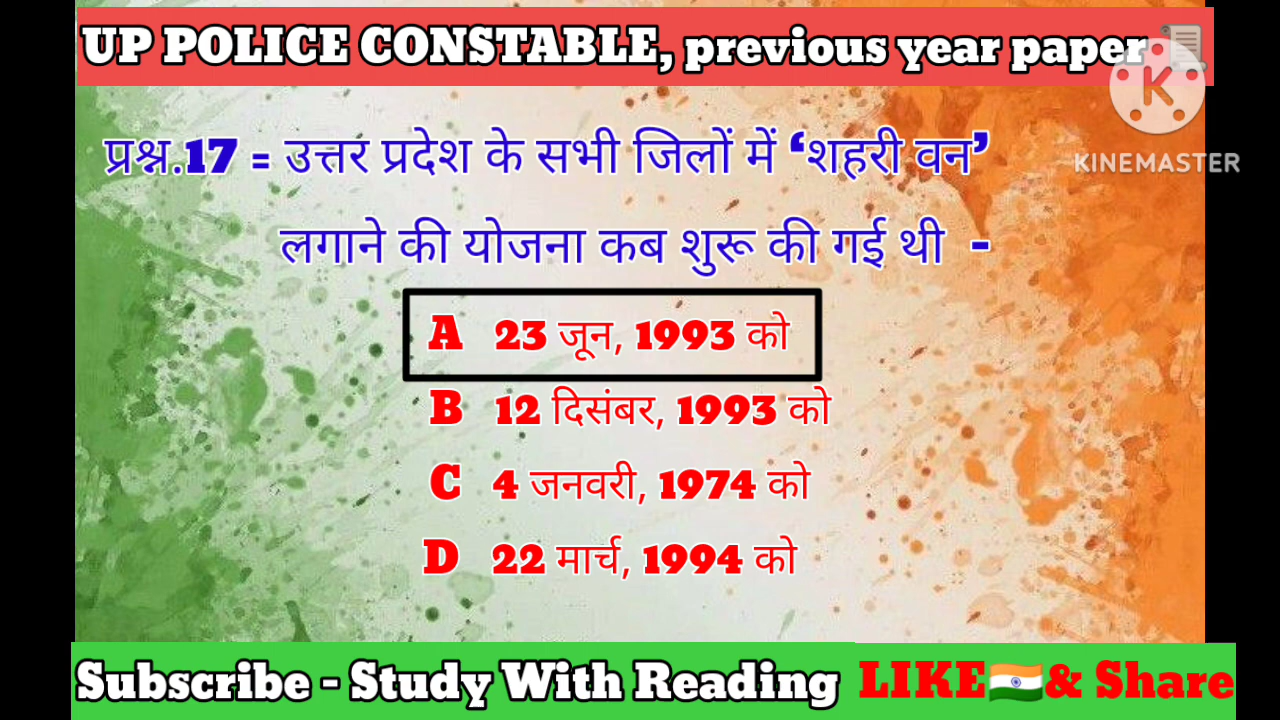 UP POLICE CONSTABLE, previous year paper
KINEMASTER
प्रश्न.17 = उत्तर प्रदेश के सभी जिलों में ‘शहरी वन’
लगाने की योजना कब शुरू की गई थी -
A 23 जून, 1993 को
B 12 दिसंबर, 1993 को
C 4 जनवरी, 1974 को
D 22 मार्च, 1994 को
Subscribe - Study With Reading LIKE🇮🇳& Share